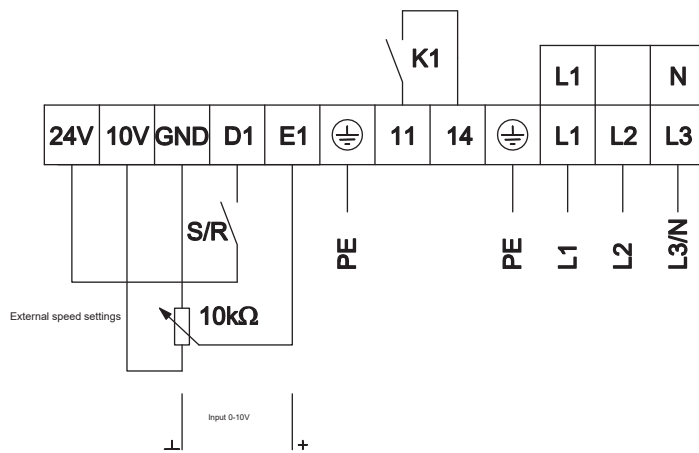 K1
L1 N
24V 10V GND D1 E1 11 14 L1 L2 L3
S/R
PE PE L1 L2 L3/N
External speed settings 10kΩ
Input 0-10V
+